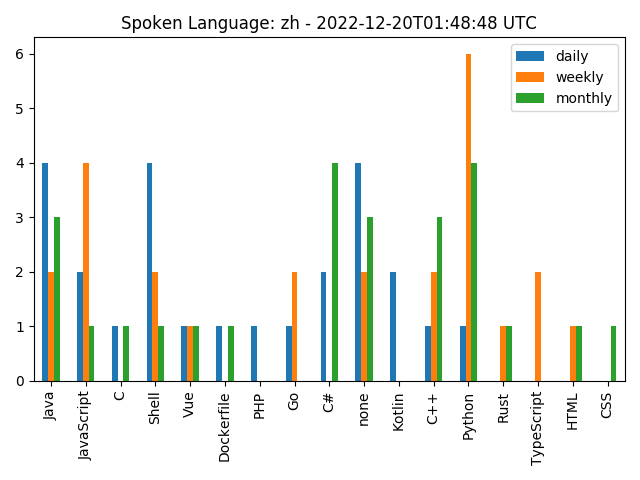 Spoken Language: zh - 2022-12-20T01:48:48 UTC
daily
weekly
monthly
6
5
4
3
2
1
0
Java
JavaScript
C
Shell
Vue
Dockerfile
PHP
Go
C#
none
Kotlin
C++
Python
Rust
TypeScript
HTML
CSS